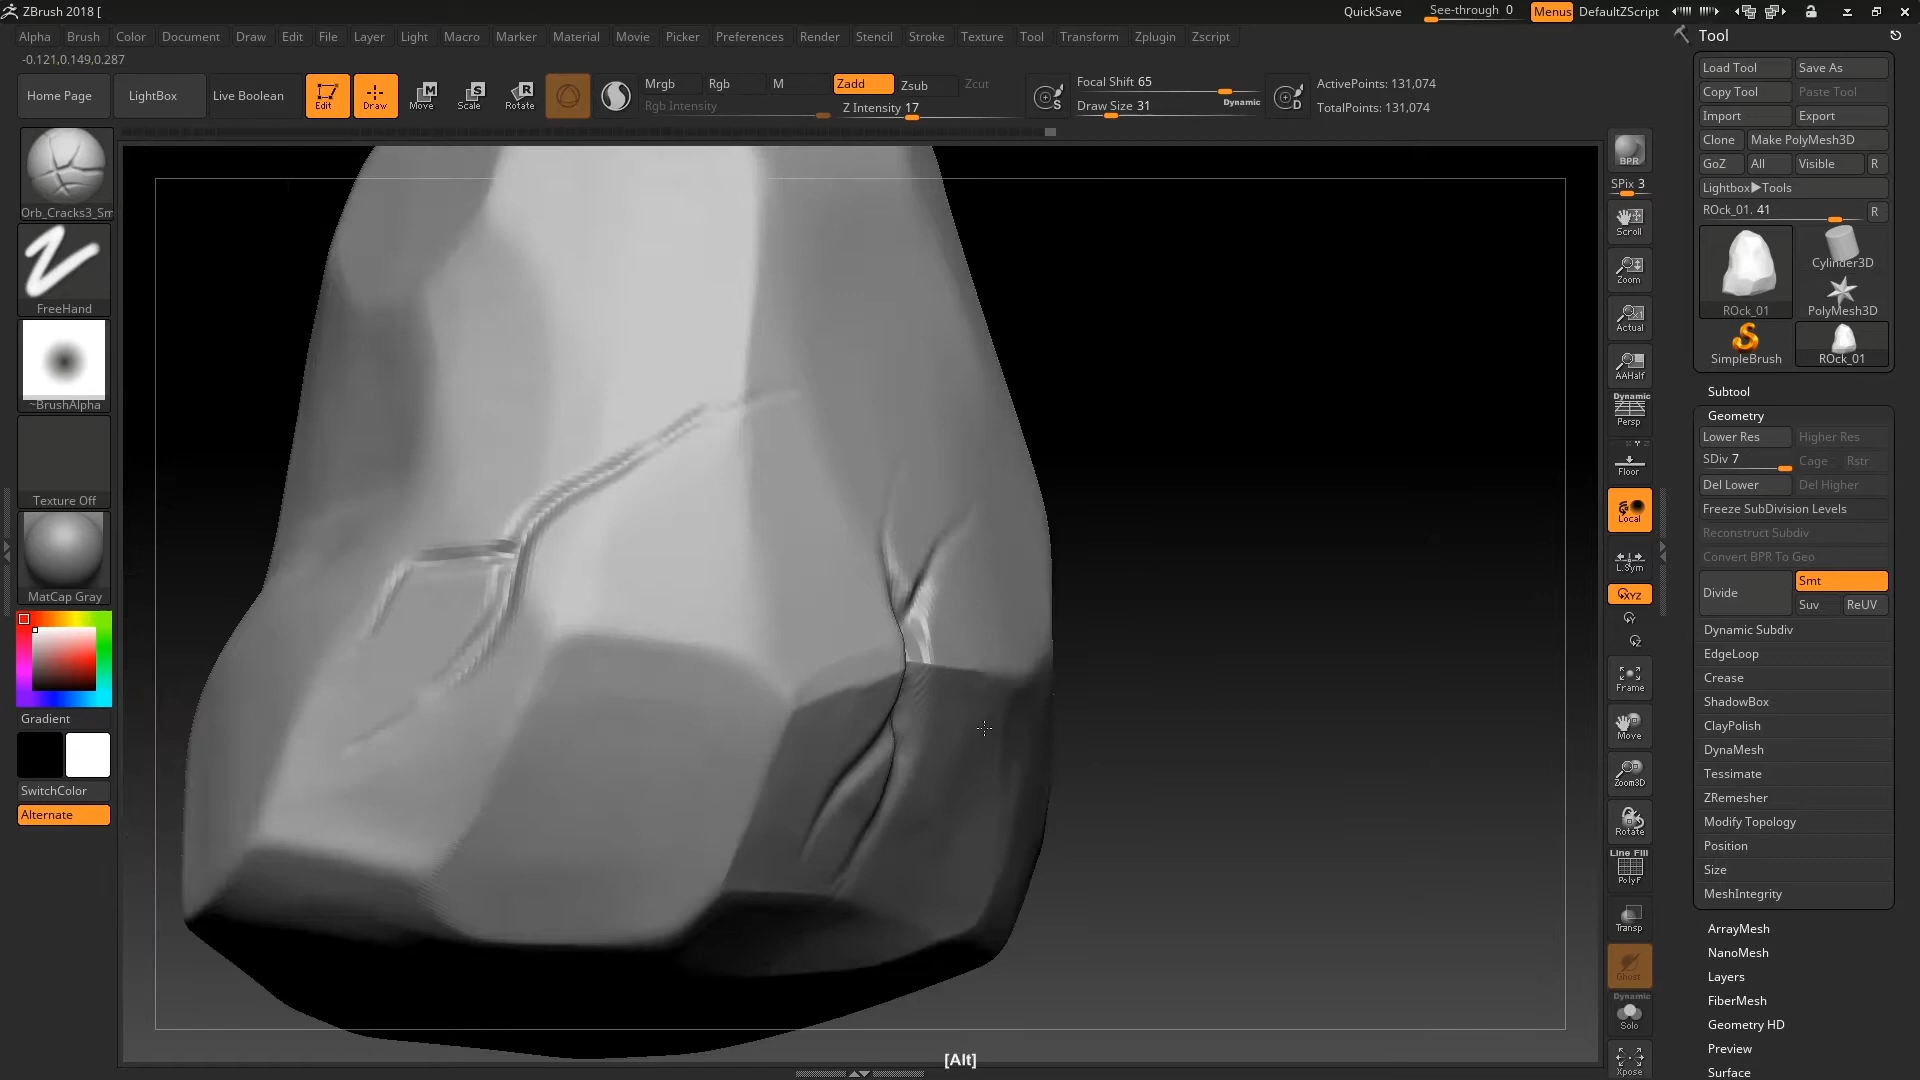 ZBrush 2018 [
QuickSave See-through 0 Menus DefaultZScript
Alpha Brush Color Document Draw Edit File Layer Light Macro Marker Material Movie Picker Preferences Render Stencil Stroke Texture Tool Transform Zplugin Zscript
-0.121,0.149,0.287
Home Page LightBox Live Boolean Edit Draw Move Scale Rotate
Mrgb Rgb M Zadd Zsub Zcut
Rgb Intensity Z Intensity 17
S Focal Shift 65
Draw Size 31 Dynamic
D ActivePoints: 131,074
TotalPoints: 131,074
Orb_Cracks3_Sm
FreeHand
~BrushAlpha
Texture Off
MatCap Gray
Gradient
SwitchColor
Alternate
[Alt]
BPR
SPix 3
Scroll
Zoom
Actual
AAHalf
Dynamic
Persp
Floor
Local
L.Sym
XYZ
Y
Z
Frame
Move
Zoom3D
Rotate
Line Fill
PolyF
Transp
Ghost
Dynamic
Solo
Xpose
Tool
Load Tool Save As
Copy Tool Paste Tool
Import Export
Clone Make PolyMesh3D
GoZ All Visible R
Lightbox▶Tools
ROck_01. 41 R
ROck_01 Cylinder3D
PolyMesh3D
SimpleBrush ROck_01
Subtool
Geometry
Lower Res Higher Res
SDiv 7 Cage Rstr
Del Lower Del Higher
Freeze SubDivision Levels
Reconstruct Subdiv
Convert BPR To Geo
Divide Smt
Suv ReUV
Dynamic Subdiv
EdgeLoop
Crease
ShadowBox
ClayPolish
DynaMesh
Tessimate
ZRemesher
Modify Topology
Position
Size
MeshIntegrity
ArrayMesh
NanoMesh
Layers
FiberMesh
Geometry HD
Preview
Surface